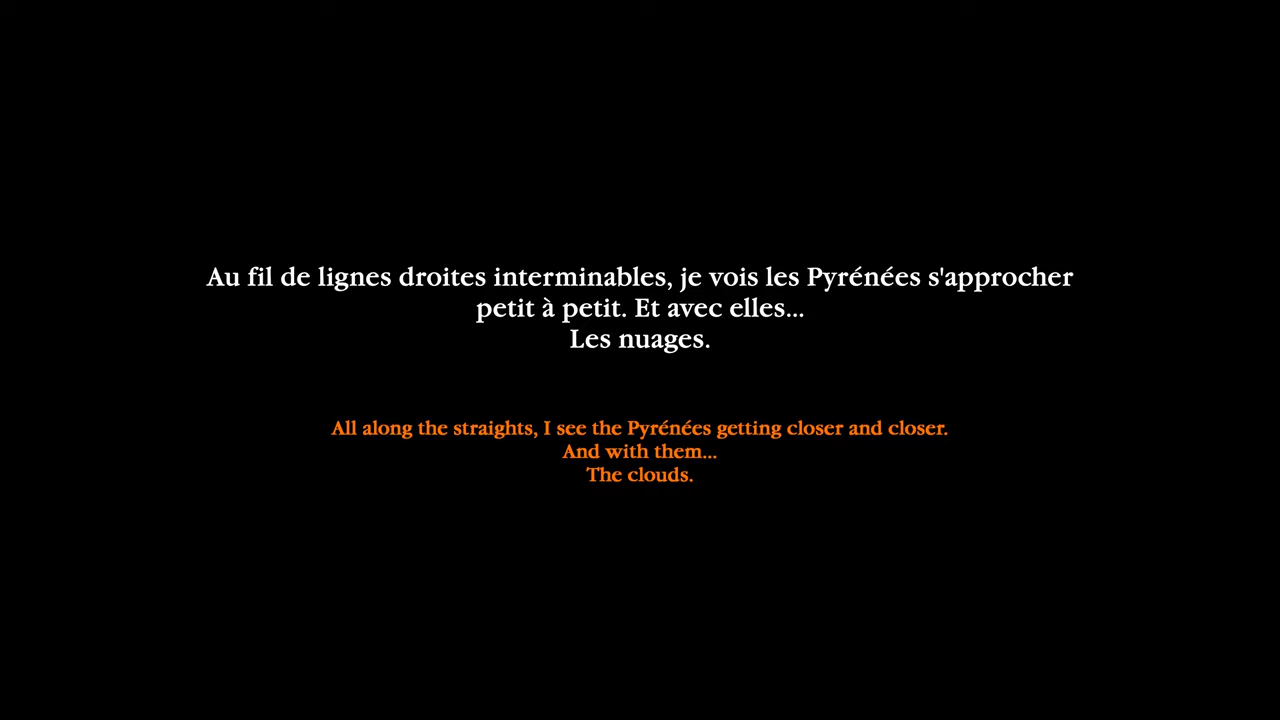 Au fil de lignes droites interminables, je vois les Pyrénées s'approcher
petit à petit. Et avec elles...
Les nuages.
All along the straights, I see the Pyrénées getting closer and closer.
And with them...
The clouds.